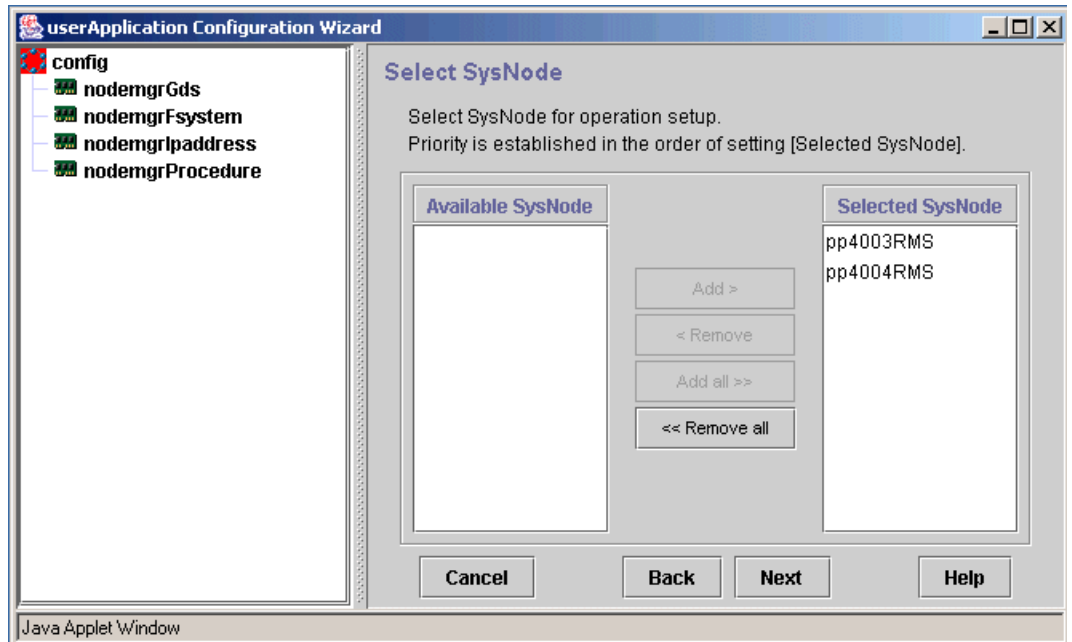 userApplication Configuration Wizard
config
nodemgrGds
nodemgrFsystem
nodemgrIpaddress
nodemgrProcedure
Select SysNode
Select SysNode for operation setup.
Priority is established in the order of setting [Selected SysNode].
Available SysNode
Selected SysNode
pp4003RMS
pp4004RMS
Add >
< Remove
Add all >>
<< Remove all
Cancel
Back
Next
Help
Java Applet Window